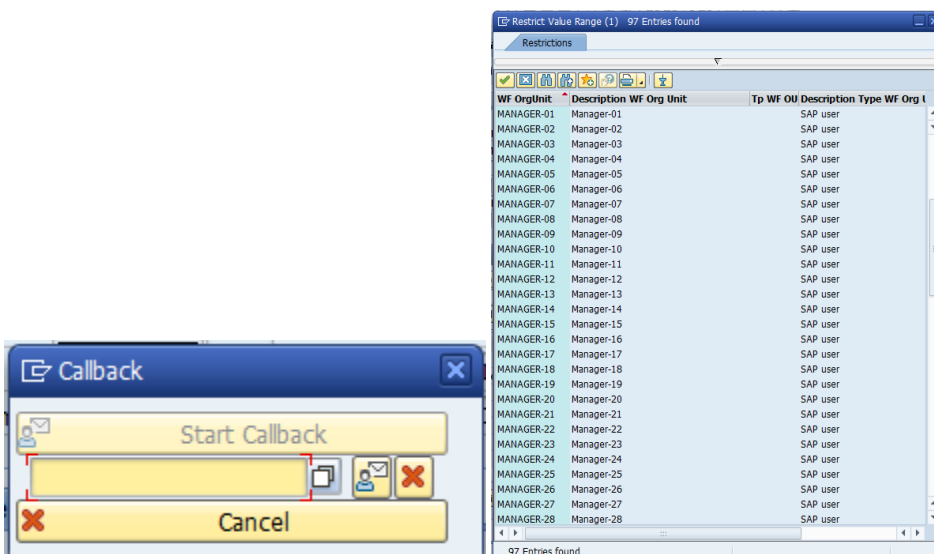 Callback
Start Callback
Cancel
Restrict Value Range (1) 97 Entries found
Restrictions
WF OrgUnit Description WF Org Unit Tp WF OU Description Type WF Org U
MANAGER-01 Manager-01 SAP user
MANAGER-02 Manager-02 SAP user
MANAGER-03 Manager-03 SAP user
MANAGER-04 Manager-04 SAP user
MANAGER-05 Manager-05 SAP user
MANAGER-06 Manager-06 SAP user
MANAGER-07 Manager-07 SAP user
MANAGER-08 Manager-08 SAP user
MANAGER-09 Manager-09 SAP user
MANAGER-10 Manager-10 SAP user
MANAGER-11 Manager-11 SAP user
MANAGER-12 Manager-12 SAP user
MANAGER-13 Manager-13 SAP user
MANAGER-14 Manager-14 SAP user
MANAGER-15 Manager-15 SAP user
MANAGER-16 Manager-16 SAP user
MANAGER-17 Manager-17 SAP user
MANAGER-18 Manager-18 SAP user
MANAGER-19 Manager-19 SAP user
MANAGER-20 Manager-20 SAP user
MANAGER-21 Manager-21 SAP user
MANAGER-22 Manager-22 SAP user
MANAGER-23 Manager-23 SAP user
MANAGER-24 Manager-24 SAP user
MANAGER-25 Manager-25 SAP user
MANAGER-26 Manager-26 SAP user
MANAGER-27 Manager-27 SAP user
MANAGER-28 Manager-28 SAP user
97 Entries found